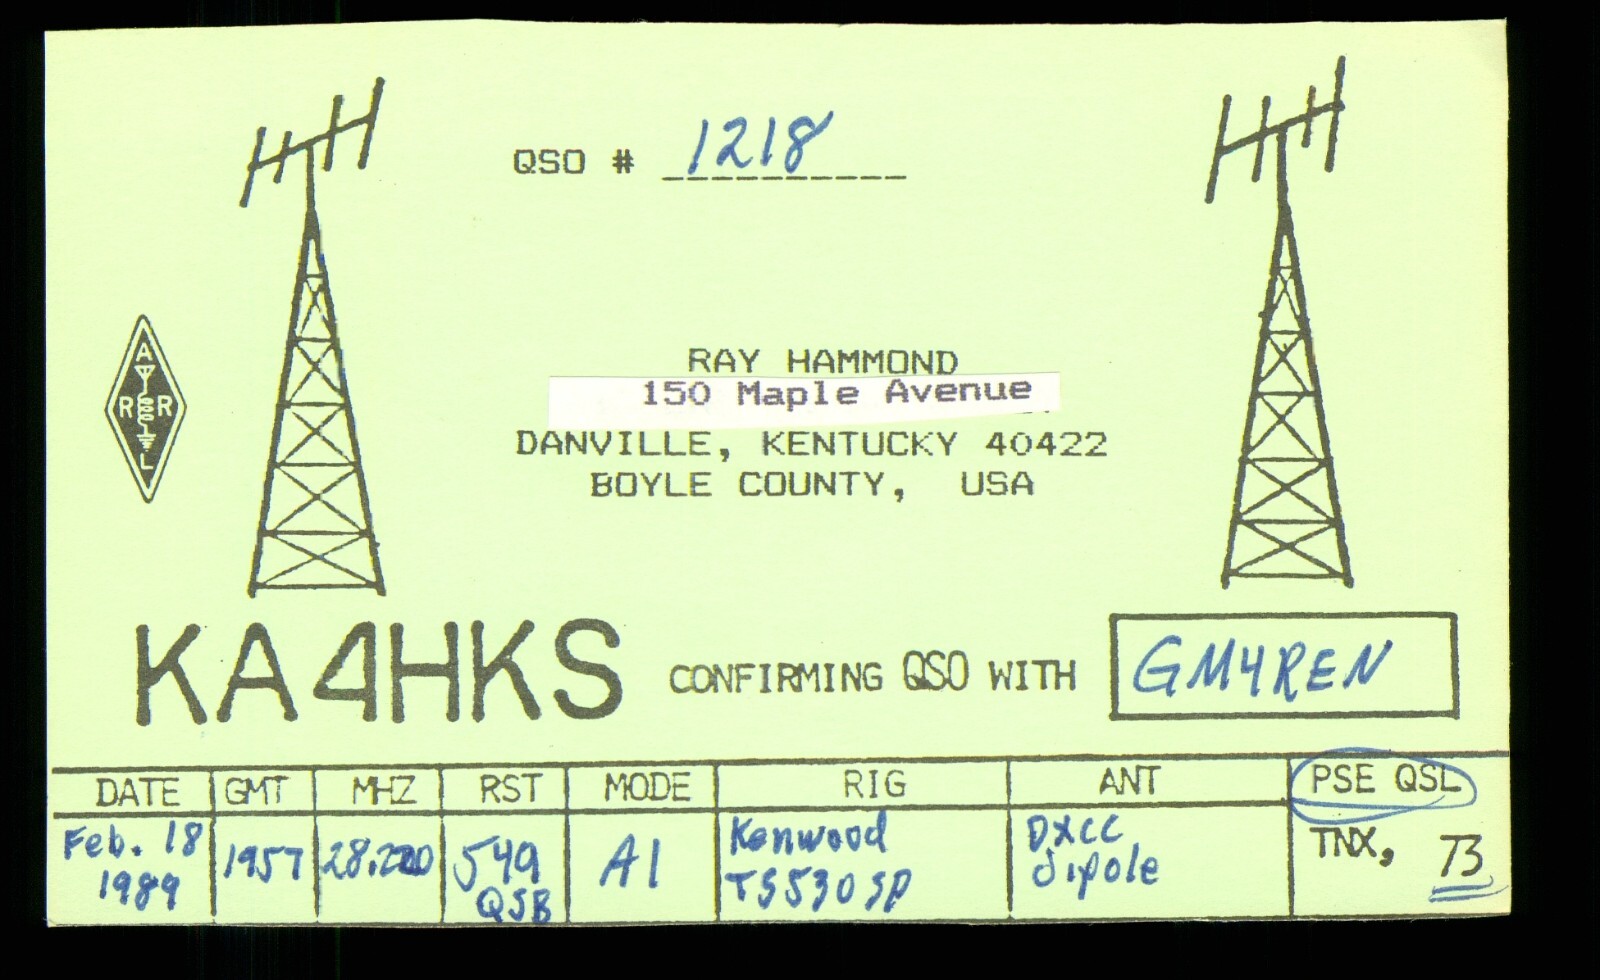 QSO # 1218
A
R R
L
RAY HAMMOND
150 Maple Avenue
DANVILLE, KENTUCKY 40422
BOYLE COUNTY, USA
KA4HKS CONFIRMING QSO WITH GM4REN
DATE GMT MHZ RST MODE RIG ANT PSE QSL
Feb. 18 1989 1957 549 QSB A1 Kenwood TS530SP DXCC dipole TNX, 73